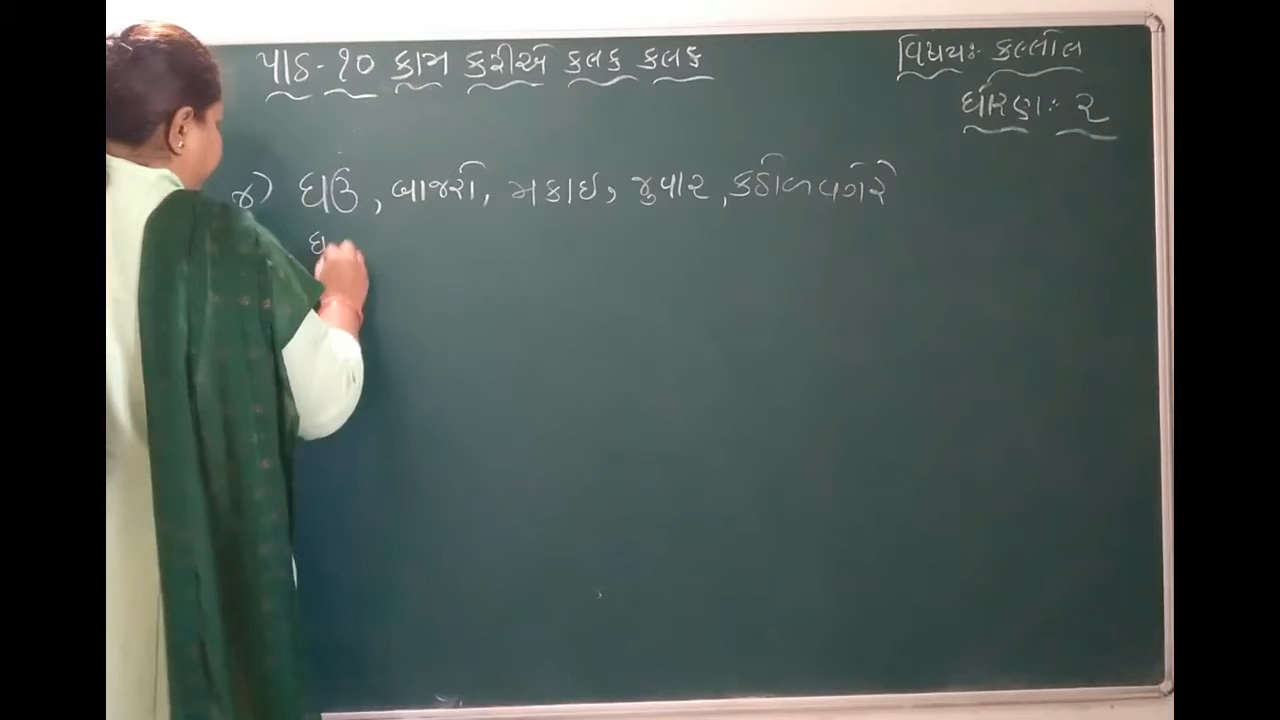 પાઠ - ૧૦ કામ કરીએ કલક કલક
વિષયઃ કલ્લોલ
ધોરણઃ ૨
૪) ઘઉં, બાજરી, મકાઇ, જુવાર, કઠોળ વગેરે
ઘ